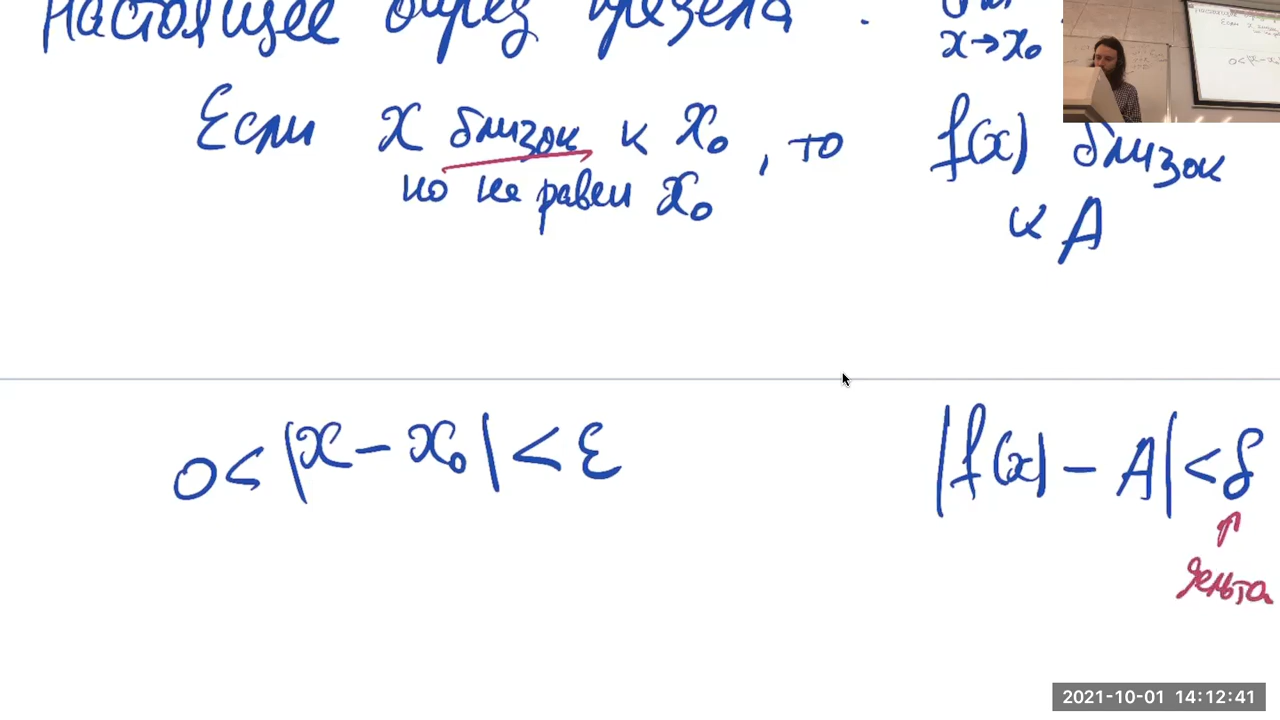 Настоящее опред предела :
x→x₀
Если x близок к x₀, то f(x) близок
но не равен x₀
к A
0<|x-x₀|<ε
|f(x)-A|<δ
↑
дельта
2021-10-01 14:12:41